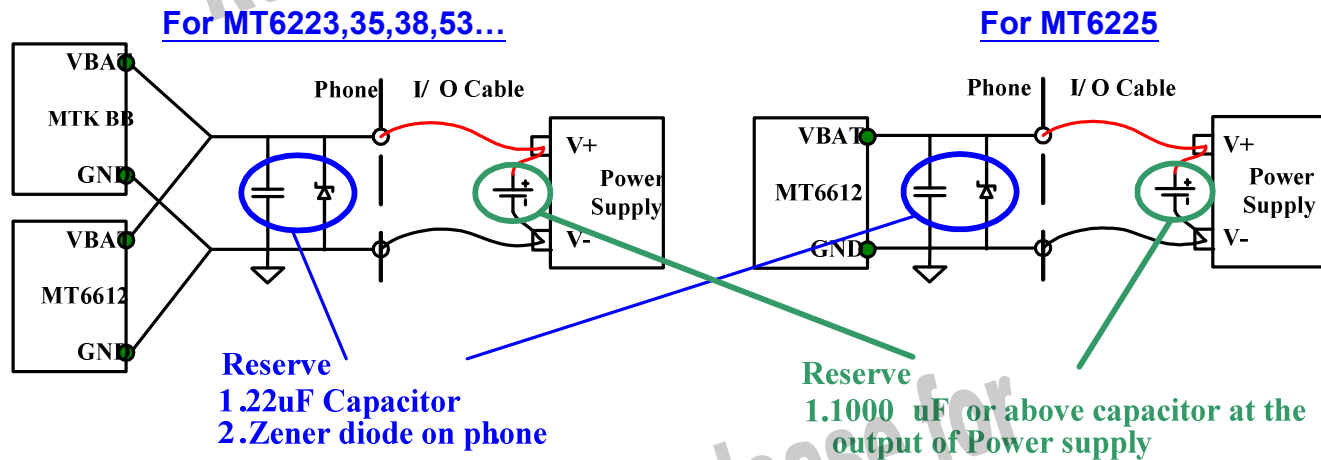 For MT6223,35,38,53...
VBAT
MTK BB
GND
VBAT
MT6612
GND
Phone
I/ O Cable
V+
Power
Supply
V-
Reserve
1.22uF Capacitor
2.Zener diode on phone
For MT6225
VBAT
MT6612
GND
Phone
I/ O Cable
V+
Power
Supply
V-
Reserve
1.1000 uF or above capacitor at the
output of Power supply
for